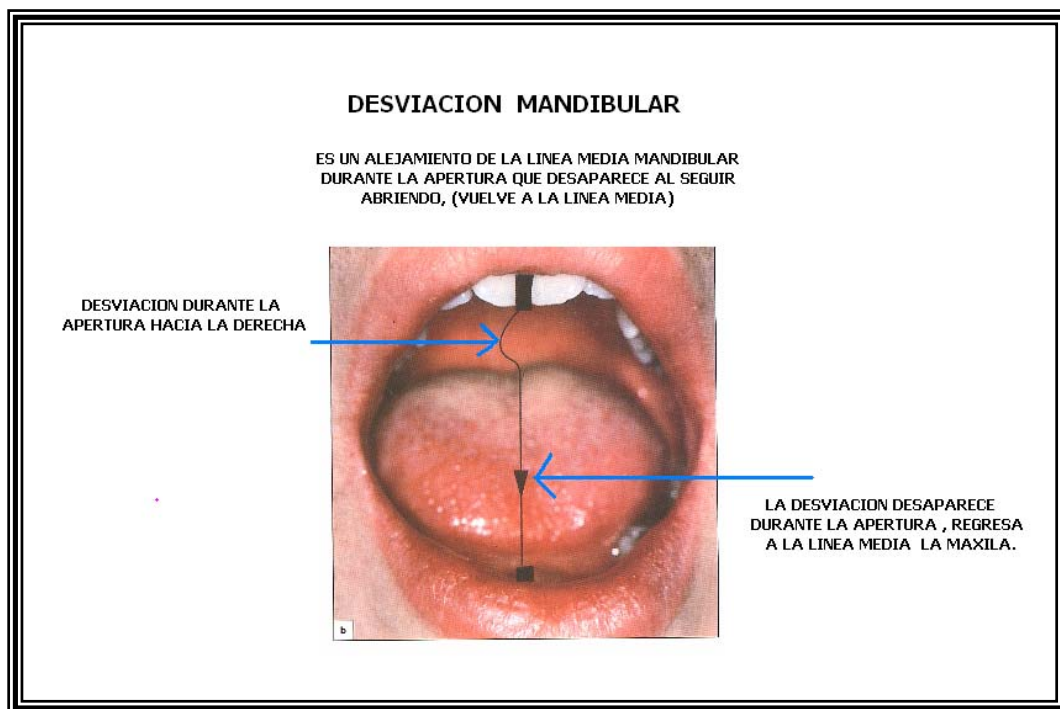 DESVIACION MANDIBULAR
ES UN ALEJAMIENTO DE LA LINEA MEDIA MANDIBULAR
DURANTE LA APERTURA QUE DESAPARECE AL SEGUIR
ABRIENDO, (VUELVE A LA LINEA MEDIA)
DESVIACION DURANTE LA
APERTURA HACIA LA DERECHA
LA DESVIACION DESAPARECE
DURANTE LA APERTURA , REGRESA
A LA LINEA MEDIA LA MAXILA.
b